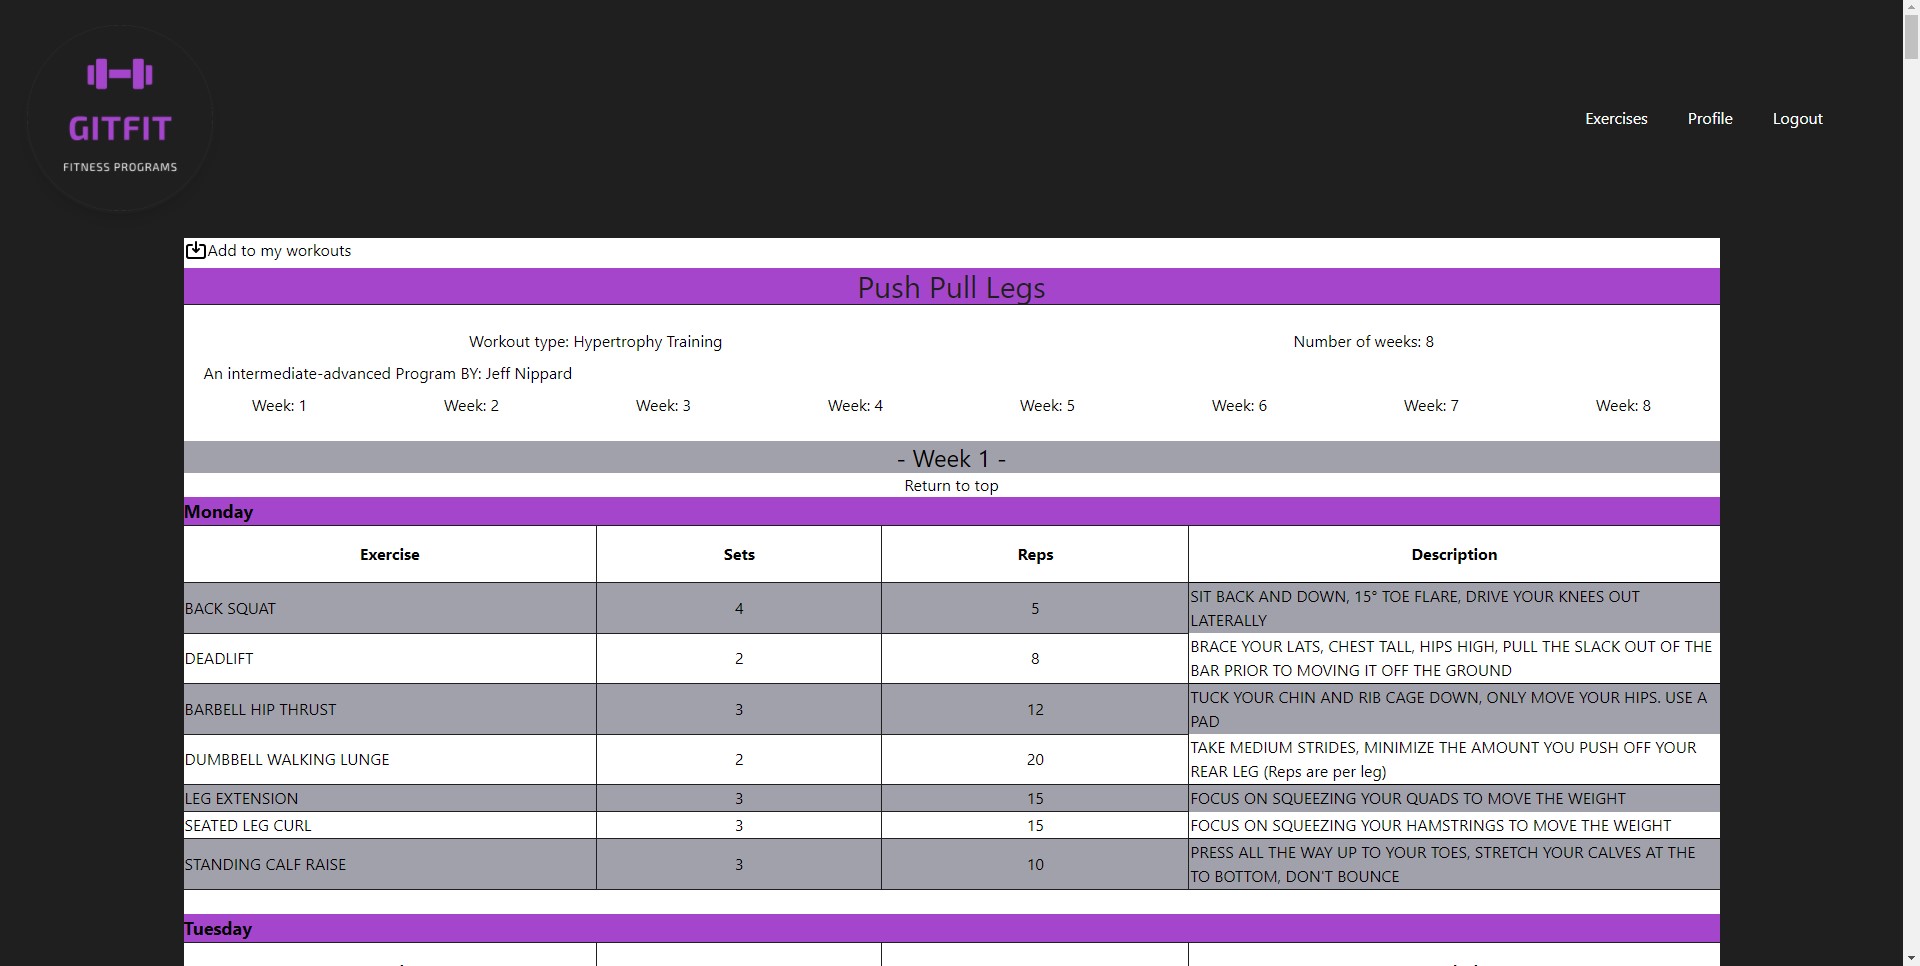 GITFIT
FITNESS PROGRAMS
Exercises Profile Logout
Add to my workouts
Push Pull Legs
Workout type: Hypertrophy Training Number of weeks: 8
An intermediate-advanced Program BY: Jeff Nippard
Week: 1 Week: 2 Week: 3 Week: 4 Week: 5 Week: 6 Week: 7 Week: 8
- Week 1 -
Return to top
Monday
Exercise Sets Reps Description
BACK SQUAT 4 5 SIT BACK AND DOWN, 15° TOE FLARE, DRIVE YOUR KNEES OUT
LATERALLY
DEADLIFT 2 8 BRACE YOUR LATS, CHEST TALL, HIPS HIGH, PULL THE SLACK OUT OF THE
BAR PRIOR TO MOVING IT OFF THE GROUND
BARBELL HIP THRUST 3 12 TUCK YOUR CHIN AND RIB CAGE DOWN, ONLY MOVE YOUR HIPS. USE A
PAD
DUMBBELL WALKING LUNGE 2 20 TAKE MEDIUM STRIDES, MINIMIZE THE AMOUNT YOU PUSH OFF YOUR
REAR LEG (Reps are per leg)
LEG EXTENSION 3 15 FOCUS ON SQUEEZING YOUR QUADS TO MOVE THE WEIGHT
SEATED LEG CURL 3 15 FOCUS ON SQUEEZING YOUR HAMSTRINGS TO MOVE THE WEIGHT
STANDING CALF RAISE 3 10 PRESS ALL THE WAY UP TO YOUR TOES, STRETCH YOUR CALVES AT THE
TO BOTTOM, DON'T BOUNCE
Tuesday